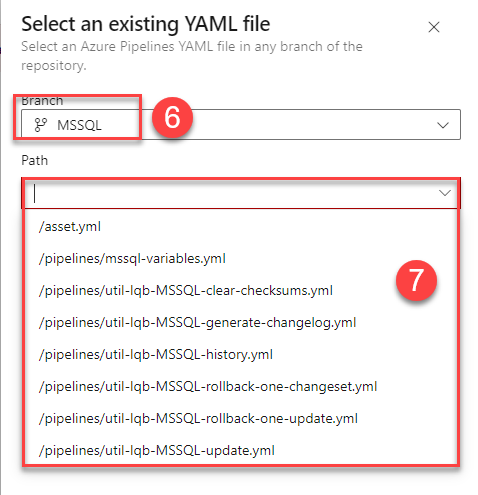 Select an existing YAML file
Select an Azure Pipelines YAML file in any branch of the
repository.
Branch
MSSQL
6
Path
/asset.yml
/pipelines/mssql-variables.yml
7
/pipelines/util-lqb-MSSQL-clear-checksums.yml
/pipelines/util-lqb-MSSQL-generate-changelog.yml
/pipelines/util-lqb-MSSQL-history.yml
/pipelines/util-lqb-MSSQL-rollback-one-changeset.yml
/pipelines/util-lqb-MSSQL-rollback-one-update.yml
/pipelines/util-lqb-MSSQL-update.yml